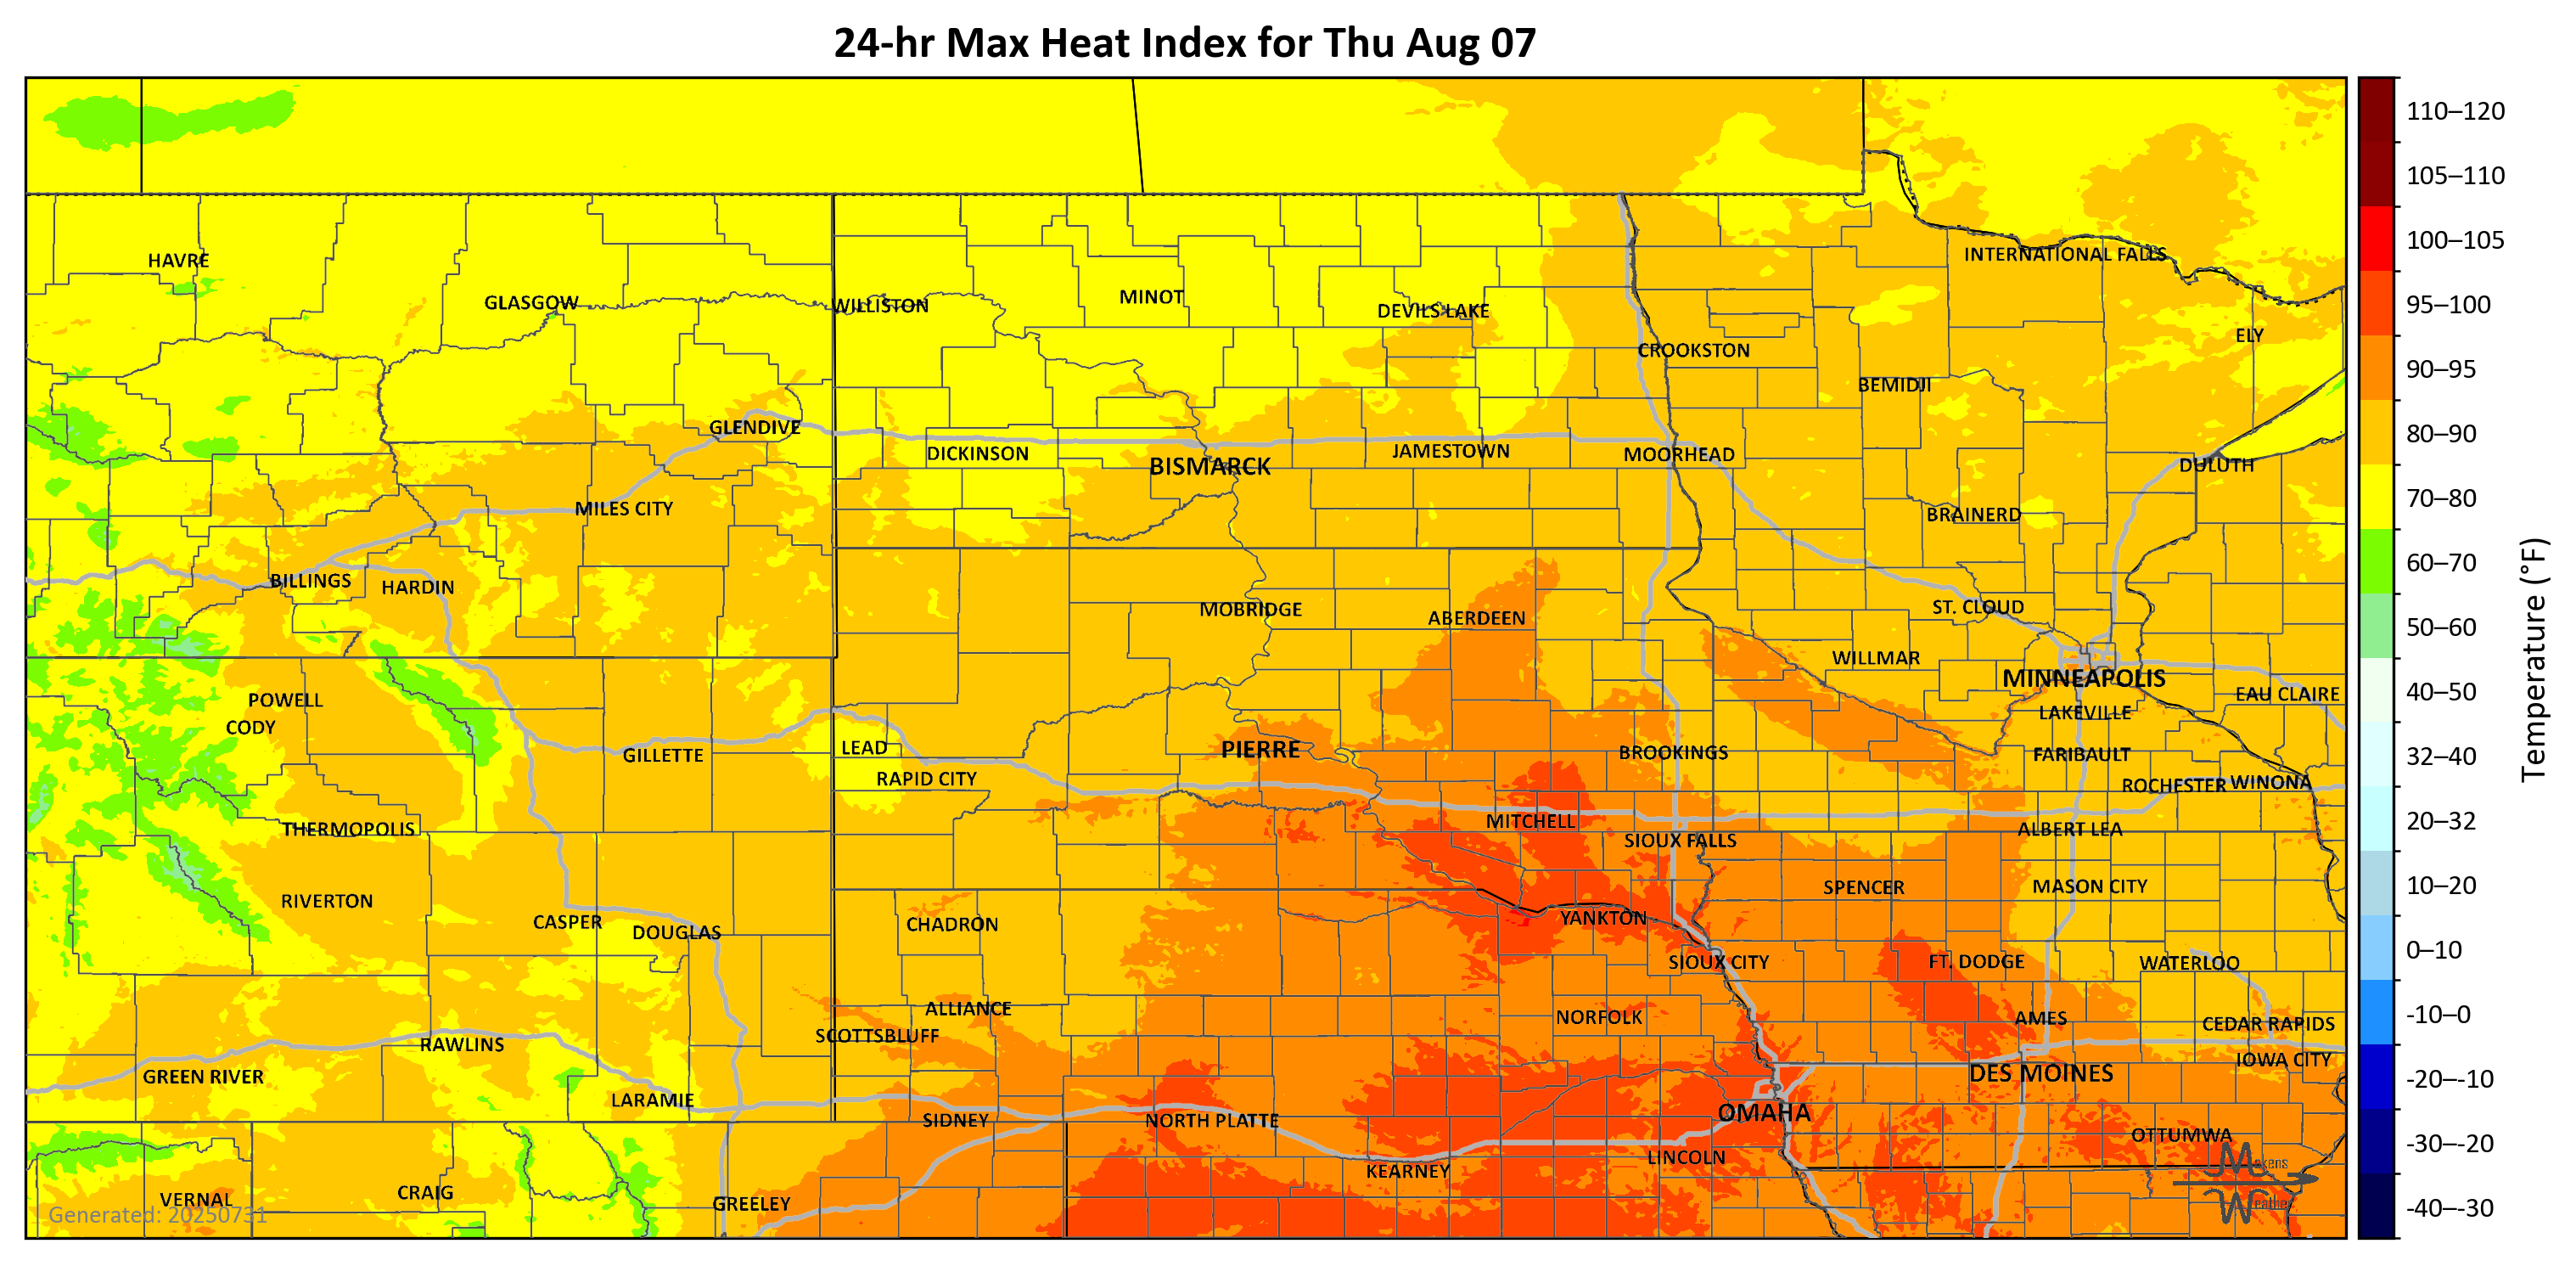 24-hr Max Heat Index for Thu Aug 07
110–120
105–110
100–105
95–100
90–95
80–90
70–80
60–70
50–60
40–50
32–40
20–32
10–20
0–10
-10–0
-20–-10
-30–-20
-40–-30
Temperature (°F)
INTERNATIONAL FALLS
HAVRE
GLASGOW
WILLISTON
MINOT
DEVILS LAKE
ELY
CROOKSTON
BEMIDJI
GLENDIVE
DICKINSON
BISMARCK
JAMESTOWN
MOORHEAD
DULUTH
MILES CITY
BRAINERD
BILLINGS
HARDIN
MOBRIDGE
ABERDEEN
ST. CLOUD
WILLMAR
MINNEAPOLIS
EAU CLAIRE
POWELL
CODY
LAKEVILLE
GILLETTE
LEAD
RAPID CITY
PIERRE
BROOKINGS
FARIBAULT
ROCHESTER
WINONA
THERMOPOLIS
MITCHELL
SIOUX FALLS
ALBERT LEA
RIVERTON
SPENCER
MASON CITY
CASPER
DOUGLAS
CHADRON
YANKTON
SIOUX CITY
FT. DODGE
WATERLOO
ALLIANCE
SCOTTSBLUFF
NORFOLK
AMES
CEDAR RAPIDS
RAWLINS
IOWA CITY
GREEN RIVER
DES MOINES
LARAMIE
SIDNEY
NORTH PLATTE
OMAHA
OTTUMWA
KEARNEY
LINCOLN
VERNAL
CRAIG
GREELEY
Generated: 20250731
Makens
Weather